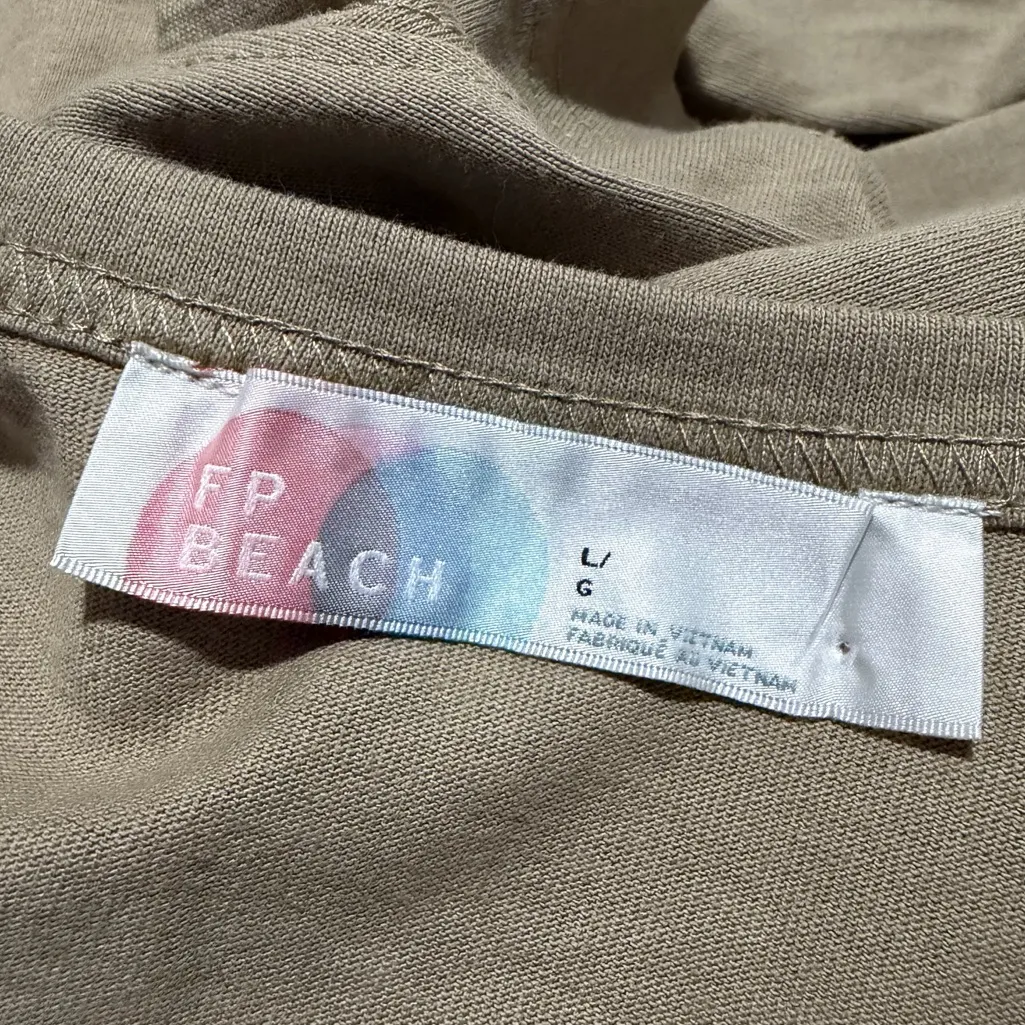 FP
BEACH
L/
G
MADE IN VIETNAM
FABRIQUÉ AU VIETNAM